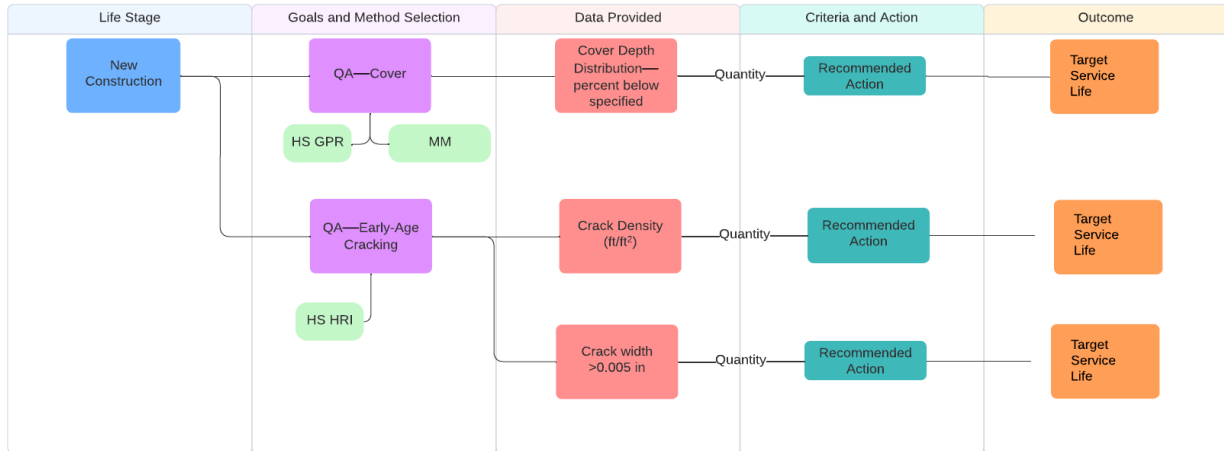 Life Stage
Goals and Method Selection
Data Provided
Criteria and Action
Outcome
New
Construction
QA—Cover
Cover Depth
Distribution—
percent below
specified
Quantity
Recommended
Action
Target
Service
Life
HS GPR
MM
QA—Early-Age
Cracking
Crack Density
(ft/ft²)
Quantity
Recommended
Action
Target
Service
Life
HS HRI
Crack width
>0.005 in
Quantity
Recommended
Action
Target
Service
Life